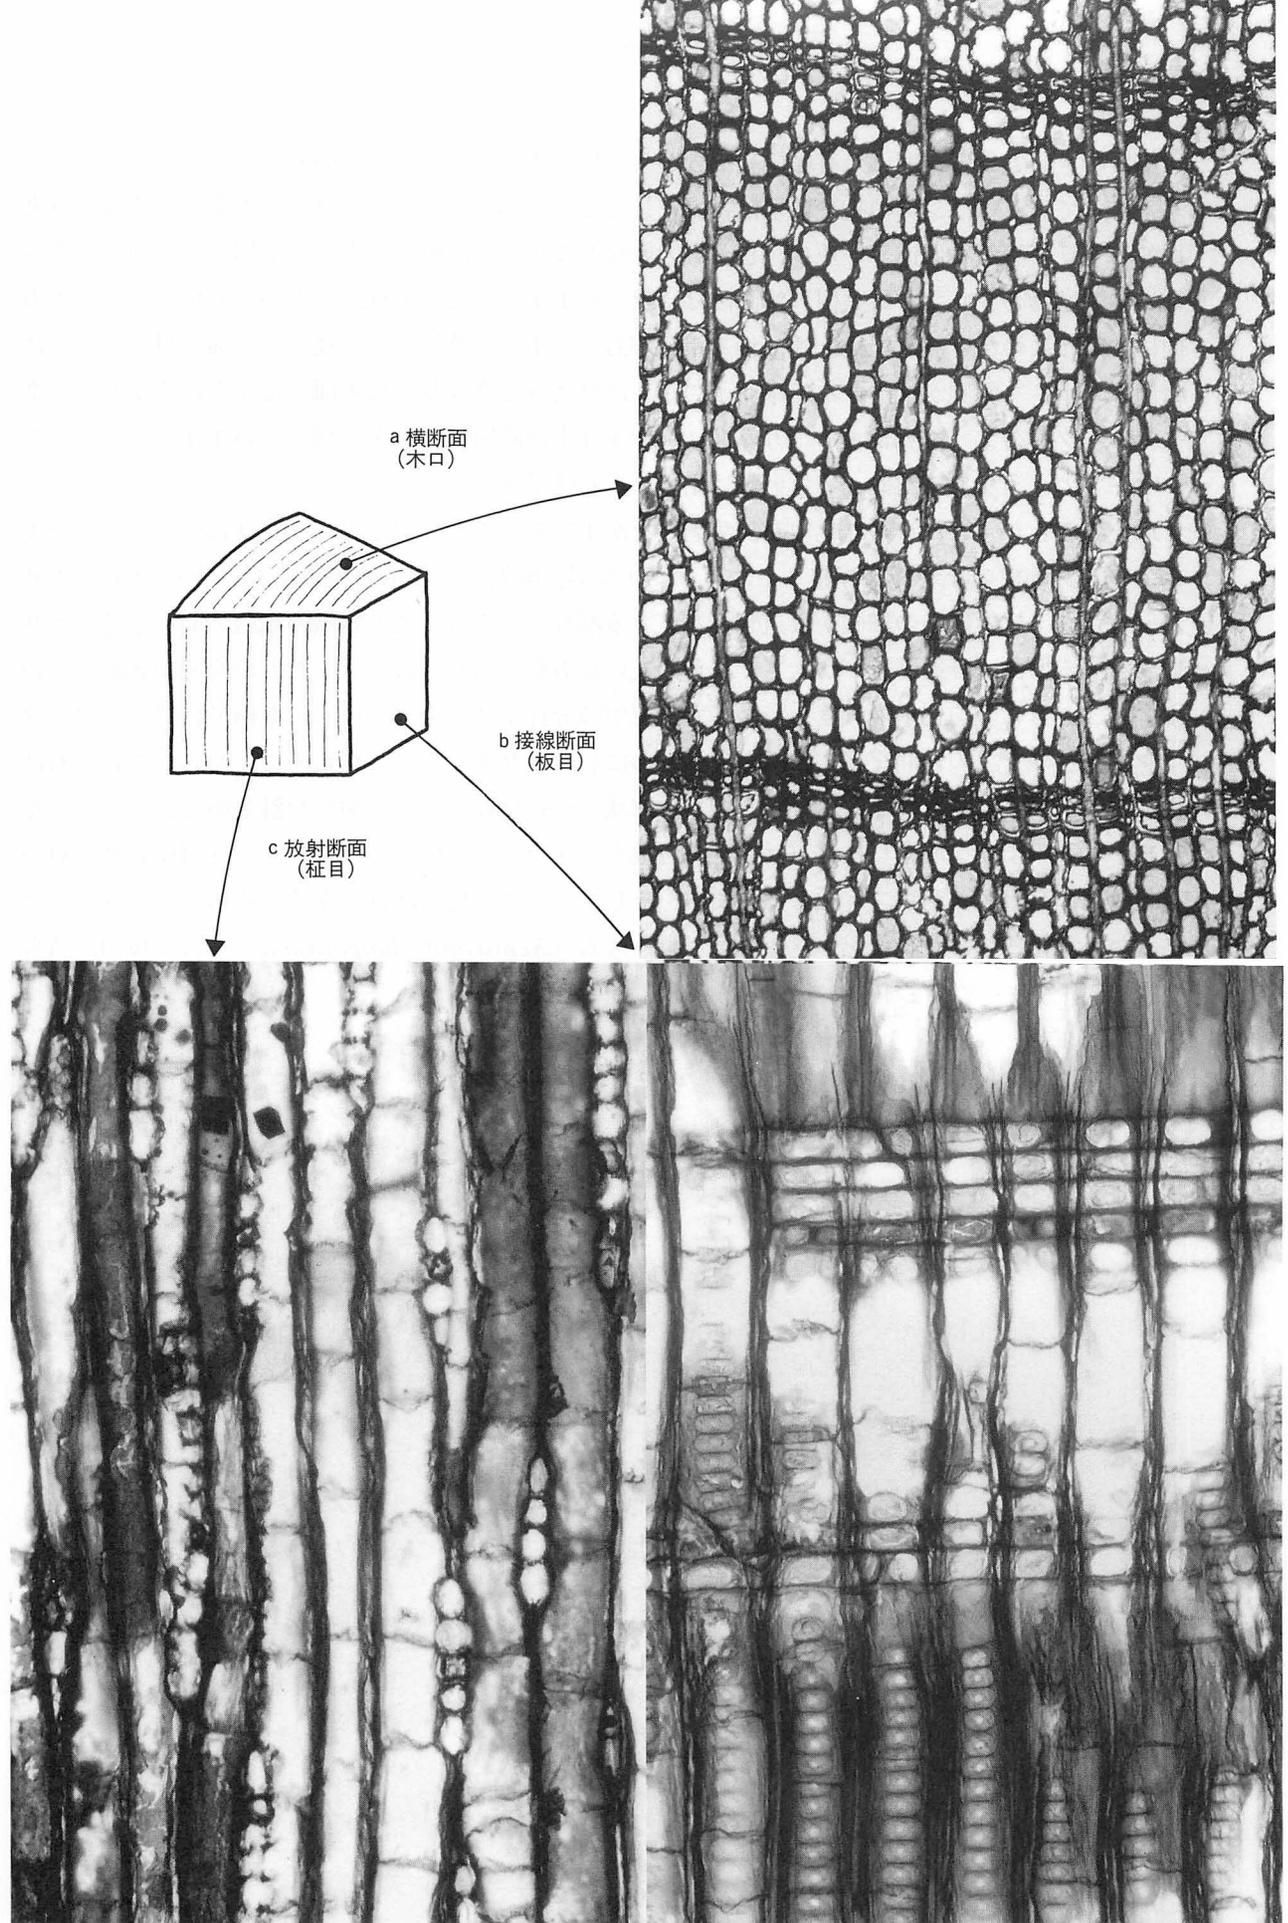 a 横断面
（木口）
b 接線断面
（板目）
c 放射断面
（柾目）